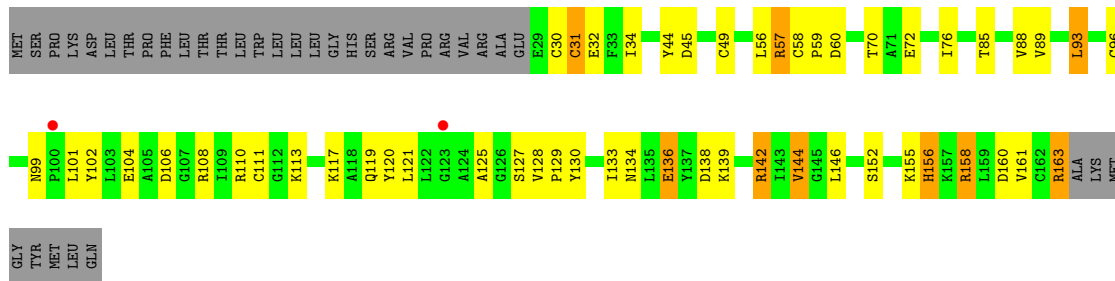 MET SER PRO LYS ASP LEU THR PRO PHE LEU THR THR LEU TRP LEU LEU LEU GLY HIS SER ARG VAL PRO ARG VAL ARG ALA GLU E29 C30 C31 E32 F33 I34 Y44 D45 C49 L56 R57 C58 P59 D60 T70 A71 E72 I76 T85 V88 V89 L93 C96
N99 P100 L101 Y102 L103 E104 A105 D106 G107 R108 I109 R110 C111 G112 K113 K117 A118 Q119 Y120 L121 L122 G123 A124 A125 G126 S127 V128 P129 Y130 I133 N134 L135 E136 Y137 D138 K139 R142 I143 V144 G145 L146 S152 K155 H156 K157 R158 L159 D160 V161 C162 R163 ALA LYS MET
GLY TYR MET LEU GLN